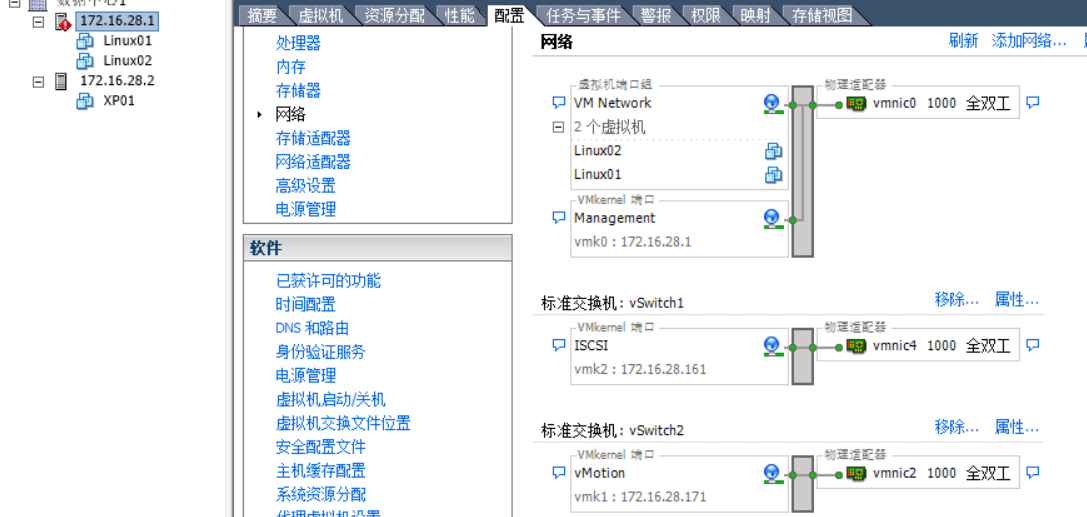 数据中心1
172.16.28.1
Linux01
Linux02
172.16.28.2
XP01
摘要 虚拟机 资源分配 性能 配置 任务与事件 警报 权限 映射 存储视图
处理器
内存
存储器
网络
存储适配器
网络适配器
高级设置
电源管理
软件
已获许可的功能
时间配置
DNS 和路由
身份验证服务
电源管理
虚拟机启动/关机
虚拟机交换文件位置
安全配置文件
主机缓存配置
系统资源分配
代理虚拟机设置
网络 刷新 添加网络...
虚拟机端口组 物理适配器
VM Network vmnic0 1000 全双工
2 个虚拟机
Linux02
Linux01
VMkernel 端口
Management
vmk0 : 172.16.28.1
标准交换机: vSwitch1 移除... 属性...
VMkernel 端口 物理适配器
ISCSI vmnic4 1000 全双工
vmk2 : 172.16.28.161
标准交换机: vSwitch2 移除... 属性...
VMkernel 端口 物理适配器
vMotion vmnic2 1000 全双工
vmk1 : 172.16.28.171